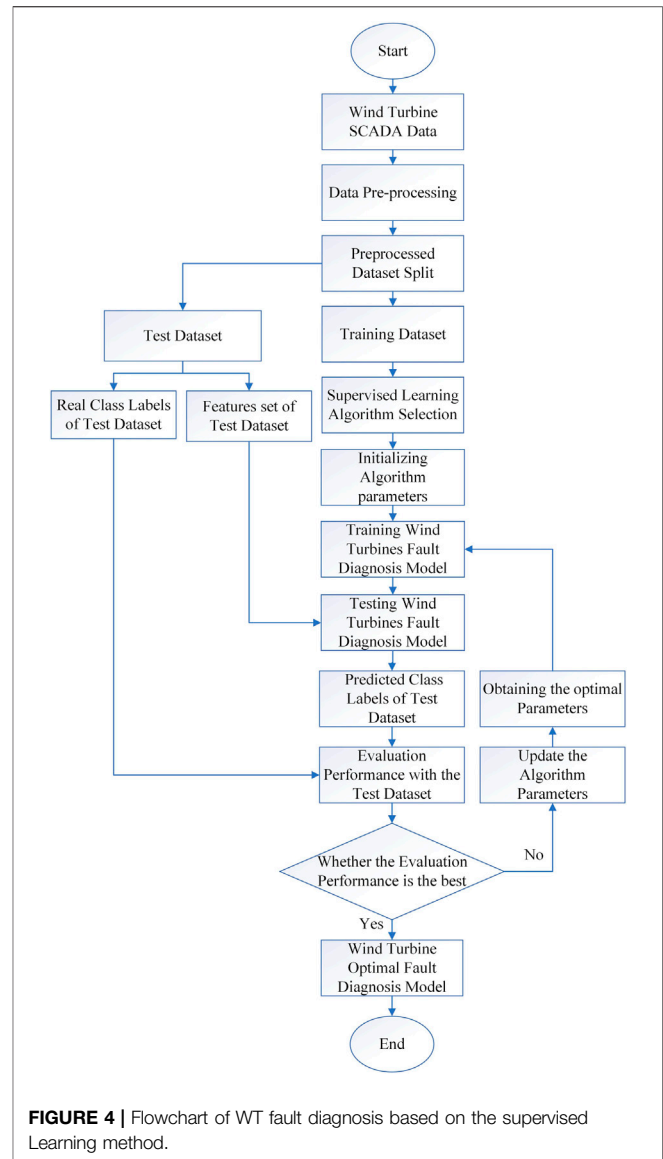 Start
Wind Turbine
SCADA Data
Data Pre-processing
Preprocessed
Dataset Split
Test Dataset
Training Dataset
Real Class Labels
of Test Dataset
Features set of
Test Dataset
Supervised Learning
Algorithm Selection
Initializing
Algorithm
parameters
Training Wind
Turbines Fault
Diagnosis Model
Testing Wind
Turbines Fault
Diagnosis Model
Predicted Class
Labels of Test
Dataset
Obtaining the optimal
Parameters
Evaluation
Performance with the
Test Dataset
Update the
Algorithm
Parameters
Whether the Evaluation
Performance is the best
No
Yes
Wind Turbine
Optimal Fault
Diagnosis Model
End
FIGURE 4 | Flowchart of WT fault diagnosis based on the supervised
Learning method.